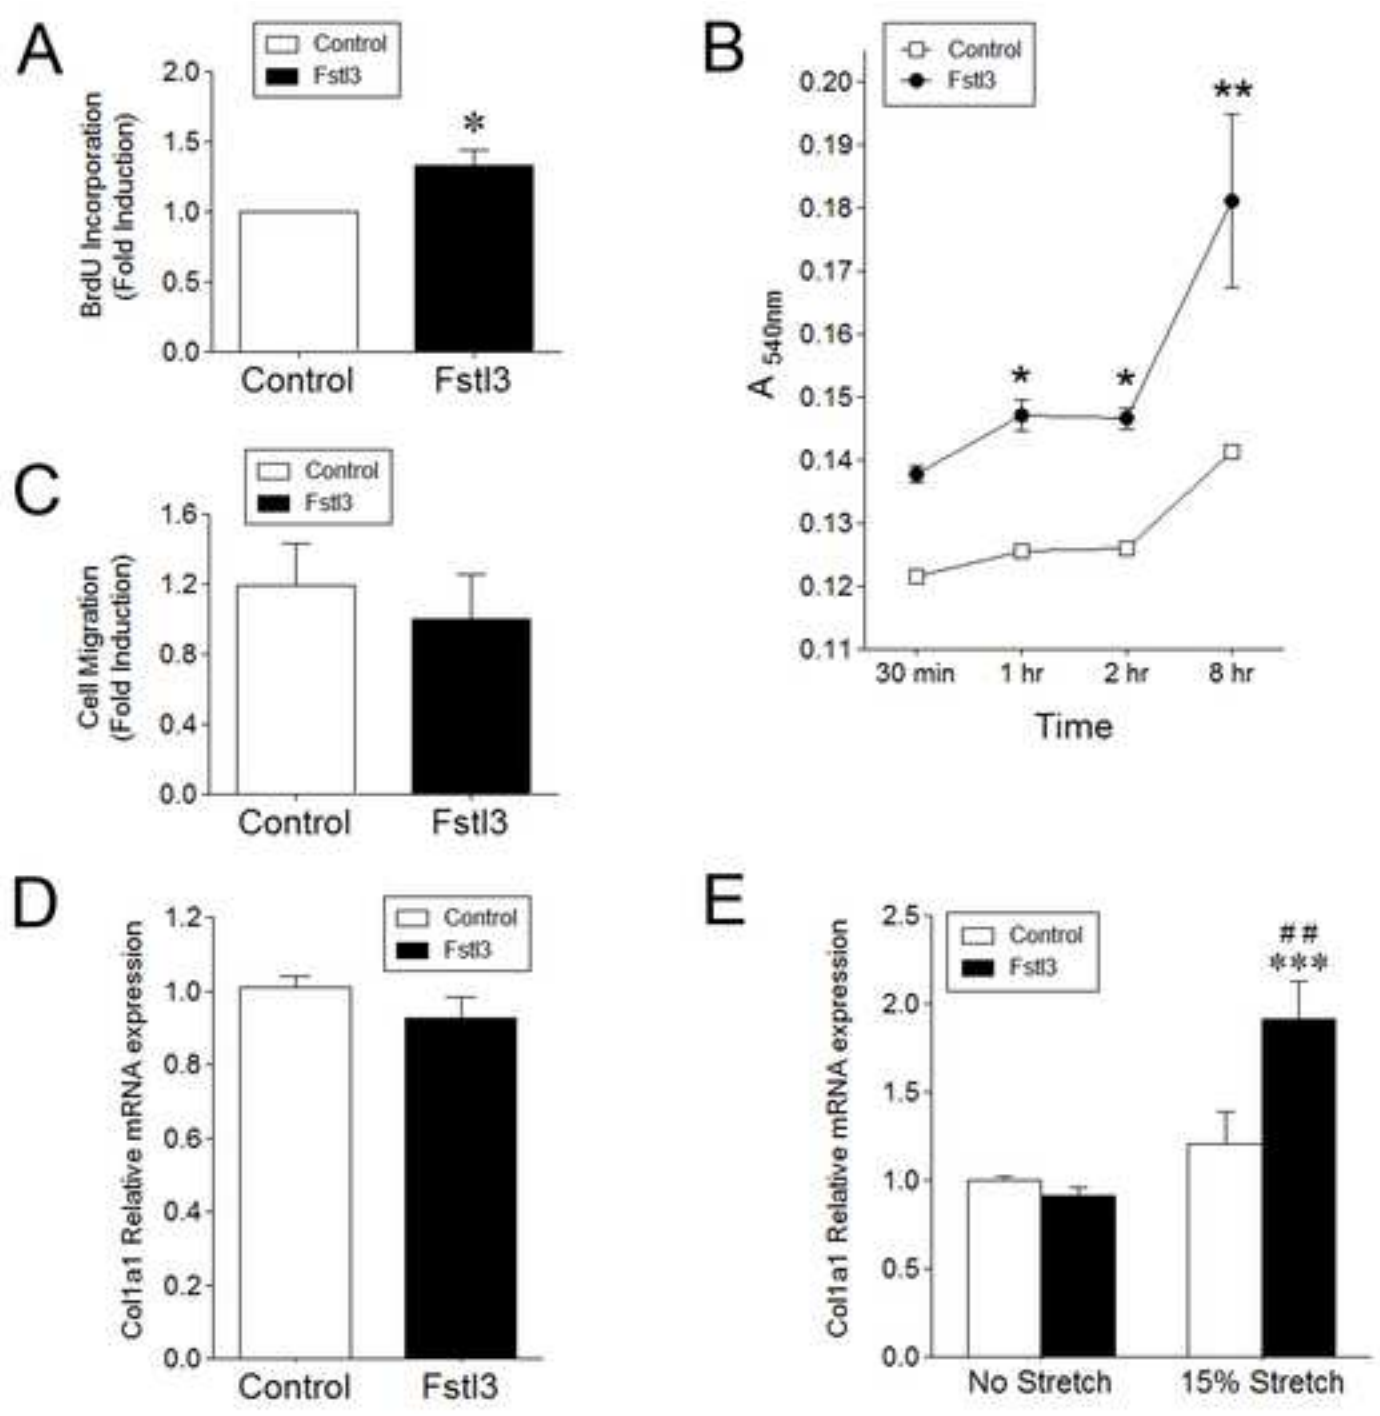 A
Control
Fstl3
BrdU Incorporation
(Fold Induction)
2.0
1.5
1.0
0.5
0.0
*
Control Fstl3
B
Control
Fstl3
A 540nm
0.20
0.19
0.18
0.17
0.16
0.15
0.14
0.13
0.12
0.11
* * **
30 min 1 hr 2 hr 8 hr
Time
C
Control
Fstl3
Cell Migration
(Fold Induction)
1.6
1.2
0.8
0.4
0.0
Control Fstl3
D
Control
Fstl3
Col1a1 Relative mRNA expression
1.2
1.0
0.8
0.6
0.4
0.2
0.0
Control Fstl3
E
Control
Fstl3
Col1a1 Relative mRNA expression
2.5
2.0
1.5
1.0
0.5
0.0
##
***
No Stretch 15% Stretch